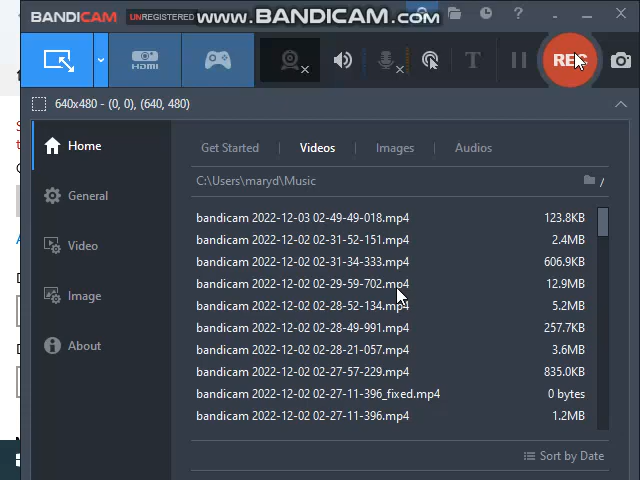 BANDICAM UNREGISTERED www.BANDICAM.com
HDMI
T
REC
640x480 - (0, 0), (640, 480)
Home
General
Video
Image
About
Get Started Videos Images Audios
C:\Users\maryd\Music /
bandicam 2022-12-03 02-49-49-018.mp4 123.8KB
bandicam 2022-12-02 02-31-52-151.mp4 2.4MB
bandicam 2022-12-02 02-31-34-333.mp4 606.9KB
bandicam 2022-12-02 02-29-59-702.mp4 12.9MB
bandicam 2022-12-02 02-28-52-134.mp4 5.2MB
bandicam 2022-12-02 02-28-49-991.mp4 257.7KB
bandicam 2022-12-02 02-28-21-057.mp4 3.6MB
bandicam 2022-12-02 02-27-57-229.mp4 835.0KB
bandicam 2022-12-02 02-27-11-396_fixed.mp4 0 bytes
bandicam 2022-12-02 02-27-11-396.mp4 1.2MB
Sort by Date